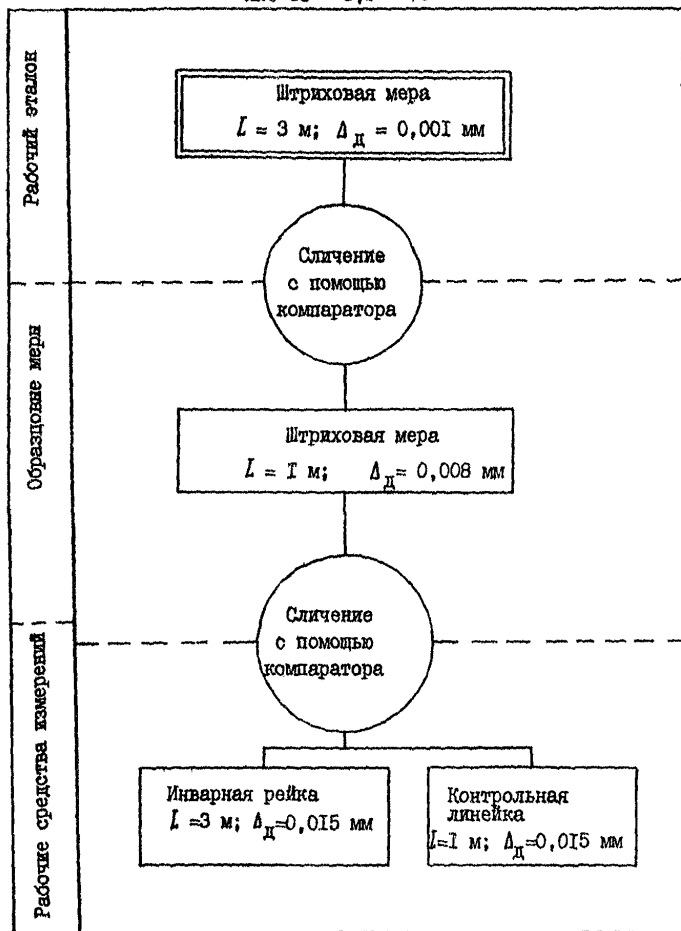 Рабочий эталон
Штриховая мера
L = 3 м; Δд = 0,001 мм
Сличение
с помощью
компаратора
Образцовые меры
Штриховая мера
L = I м; Δд = 0,008 мм
Сличение
с помощью
компаратора
Рабочие средства измерений
Инварная рейка
L =3 м; Δд=0,015 мм
Контрольная
линейка
L=I м; Δд=0,015 мм